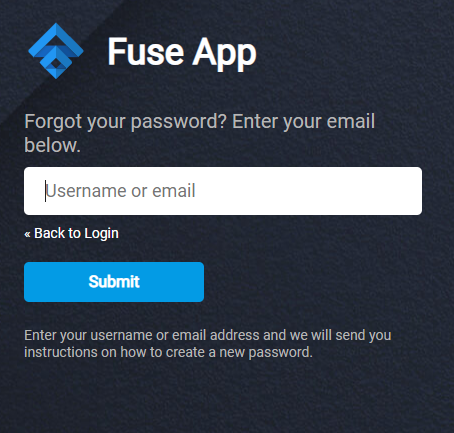 Fuse App
Forgot your password? Enter your email
below.
Username or email
« Back to Login
Submit
Enter your username or email address and we will send you
instructions on how to create a new password.